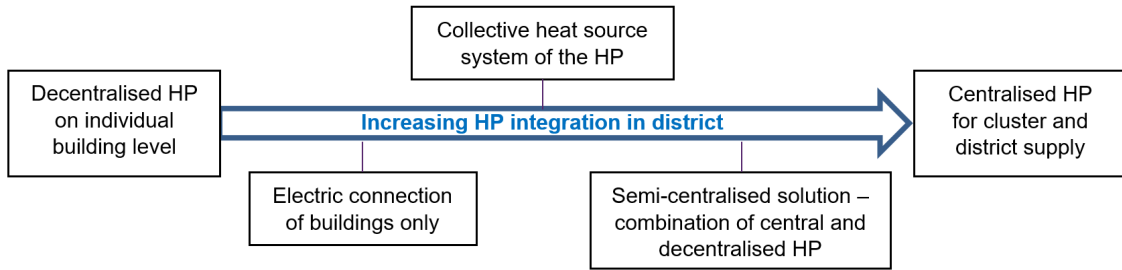 Collective heat source
system of the HP
Decentralised HP
on individual
building level
Increasing HP integration in district
Centralised HP
for cluster and
district supply
Electric connection
of buildings only
Semi-centralised solution –
combination of central and
decentralised HP